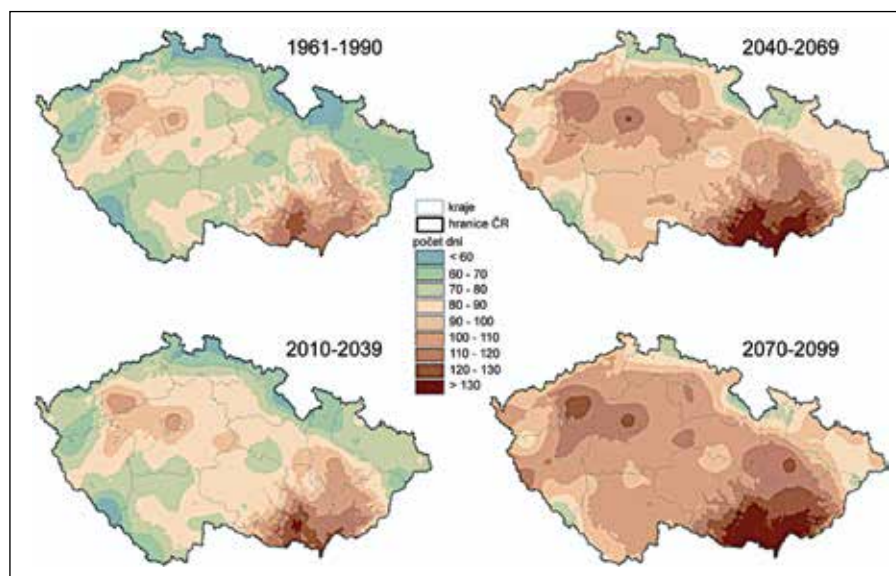 1961-1990
2040-2069
kraje
hranice ČR
počet dní
< 60
60 - 70
70 - 80
80 - 90
90 - 100
100 - 110
110 - 120
120 - 130
> 130
2010-2039
2070-2099